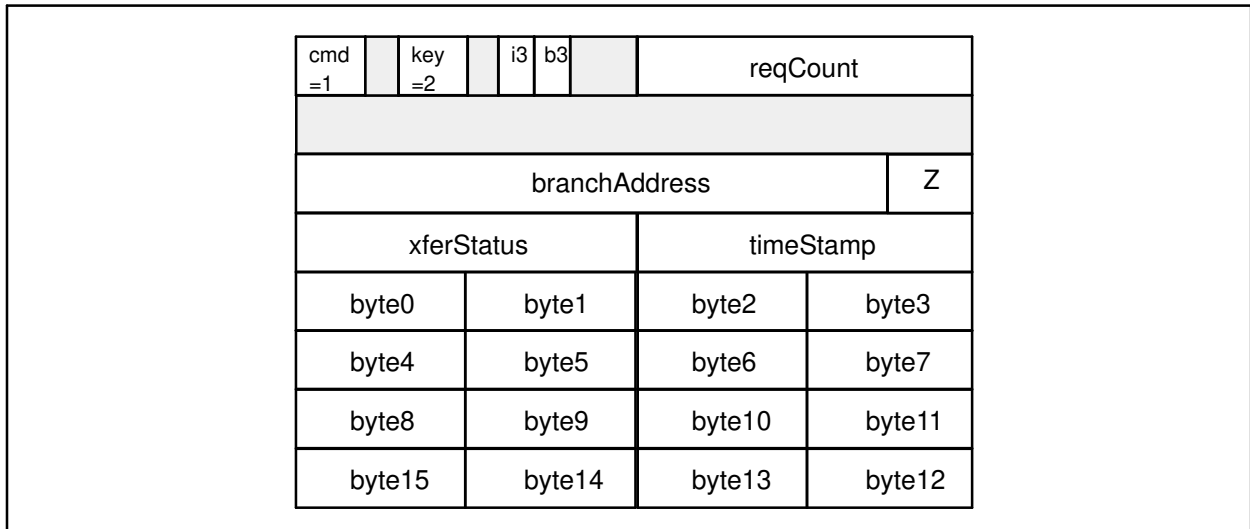 cmd =1 key =2 i3 b3 reqCount
branchAddress Z
xferStatus timeStamp
byte0 byte1 byte2 byte3
byte4 byte5 byte6 byte7
byte8 byte9 byte10 byte11
byte15 byte14 byte13 byte12